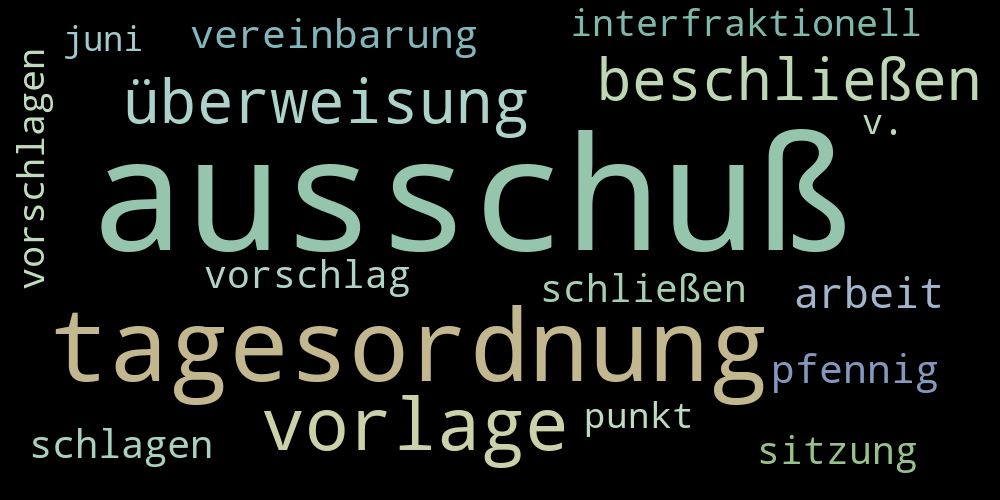 juni
vereinbarung
interfraktionell
vorschlagen
überweisung
beschließen
v.
ausschuß
vorschlag
schließen
arbeit
tagesordnung
pfennig
vorlage
punkt
schlagen
sitzung